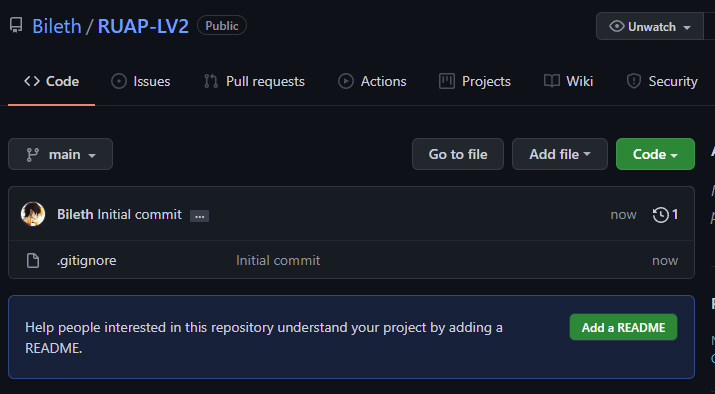 Bileth / RUAP-LV2 Public
Unwatch
Code Issues Pull requests Actions Projects Wiki Security
main Go to file Add file Code
Bileth Initial commit ... now 1
.gitignore Initial commit now
Help people interested in this repository understand your project by adding a
README.
Add a README